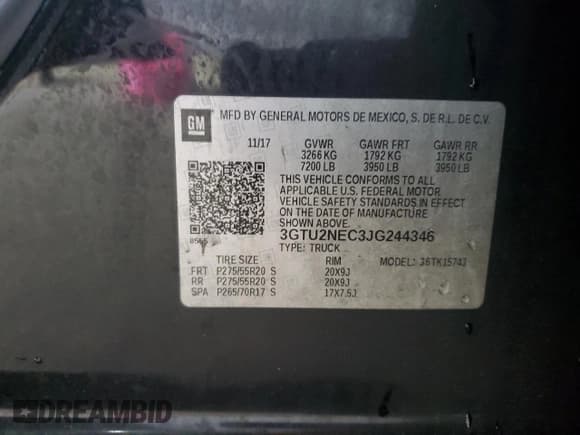 GM
MFD BY GENERAL MOTORS DE MEXICO, S. DE R.L. DE C.V.
11/17 GVWR GAWR FRT GAWR RR
3266 KG 1792 KG 1792 KG
7200 LB 3950 LB 3950 LB
THIS VEHICLE CONFORMS TO ALL
APPLICABLE U.S. FEDERAL MOTOR
VEHICLE SAFETY STANDARDS IN EFFECT
ON THE DATE OF MANUFACTURE
SHOWN ABOVE.
3GTU2NEC3JG244346
TYPE: TRUCK MODEL: 36TK15743
TIRE SIZE RIM
FRT P275/55R20 S 20X9J
RR P275/55R20 S 20X9J
SPA P265/70R17 S 17X7.5J
DREAMBID